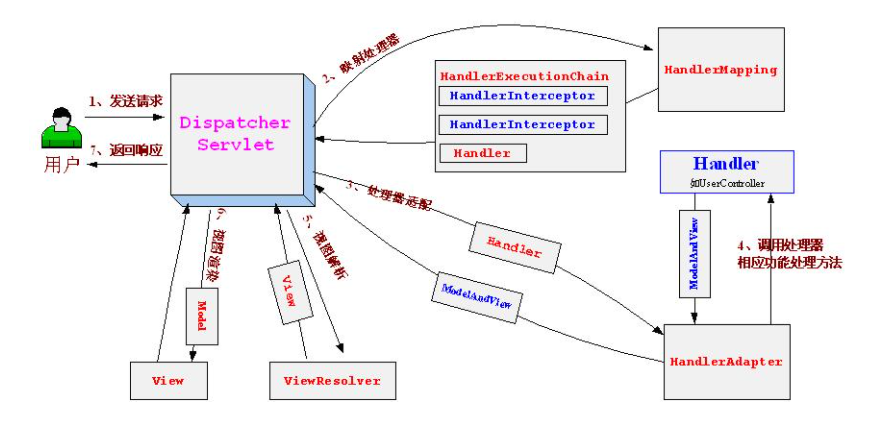 1、发送请求
7、返回响应
用户
Dispatcher
Servlet
2、映射处理器
HandlerExecutionChain
HandlerInterceptor
HandlerInterceptor
Handler
HandlerMapping
3、处理器适配
Handler
ModelAndView
Handler
如UserController
ModelAndView
4、调用处理器
相应功能处理方法
HandlerAdapter
5、视图解析
View
ViewResolver
6、视图渲染
Model
View